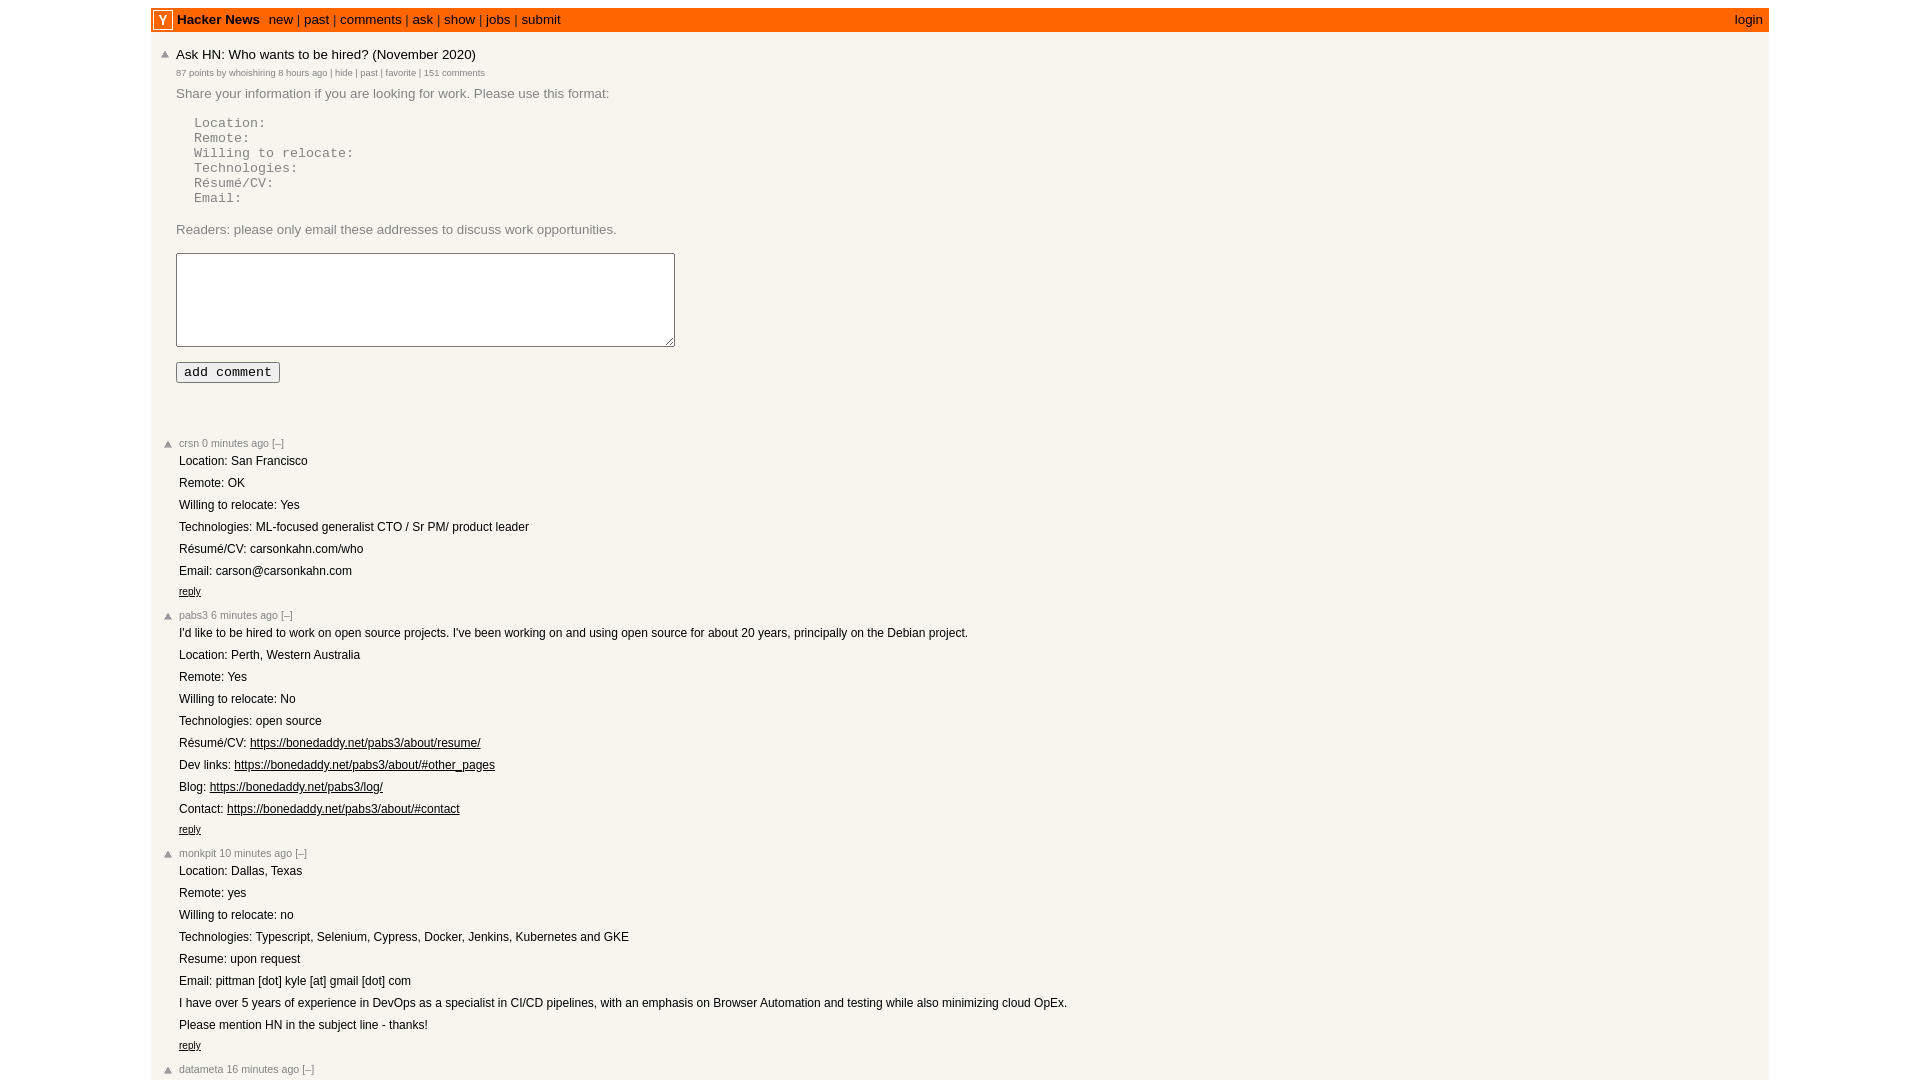 Y Hacker News new | past | comments | ask | show | jobs | submit login
Ask HN: Who wants to be hired? (November 2020)
87 points by whoishiring 8 hours ago | hide | past | favorite | 151 comments
Share your information if you are looking for work. Please use this format:
Location:
Remote:
Willing to relocate:
Technologies:
Résumé/CV:
Email:
Readers: please only email these addresses to discuss work opportunities.
add comment
crsn 0 minutes ago [–]
Location: San Francisco
Remote: OK
Willing to relocate: Yes
Technologies: ML-focused generalist CTO / Sr PM/ product leader
Résumé/CV: carsonkahn.com/who
Email: carson@carsonkahn.com
reply
pabs3 6 minutes ago [–]
I'd like to be hired to work on open source projects. I've been working on and using open source for about 20 years, principally on the Debian project.
Location: Perth, Western Australia
Remote: Yes
Willing to relocate: No
Technologies: open source
Résumé/CV: https://bonedaddy.net/pabs3/about/resume/
Dev links: https://bonedaddy.net/pabs3/about/#other_pages
Blog: https://bonedaddy.net/pabs3/log/
Contact: https://bonedaddy.net/pabs3/about/#contact
reply
monkpit 10 minutes ago [–]
Location: Dallas, Texas
Remote: yes
Willing to relocate: no
Technologies: Typescript, Selenium, Cypress, Docker, Jenkins, Kubernetes and GKE
Resume: upon request
Email: pittman [dot] kyle [at] gmail [dot] com
I have over 5 years of experience in DevOps as a specialist in CI/CD pipelines, with an emphasis on Browser Automation and testing while also minimizing cloud OpEx.
Please mention HN in the subject line - thanks!
reply
datameta 16 minutes ago [–]